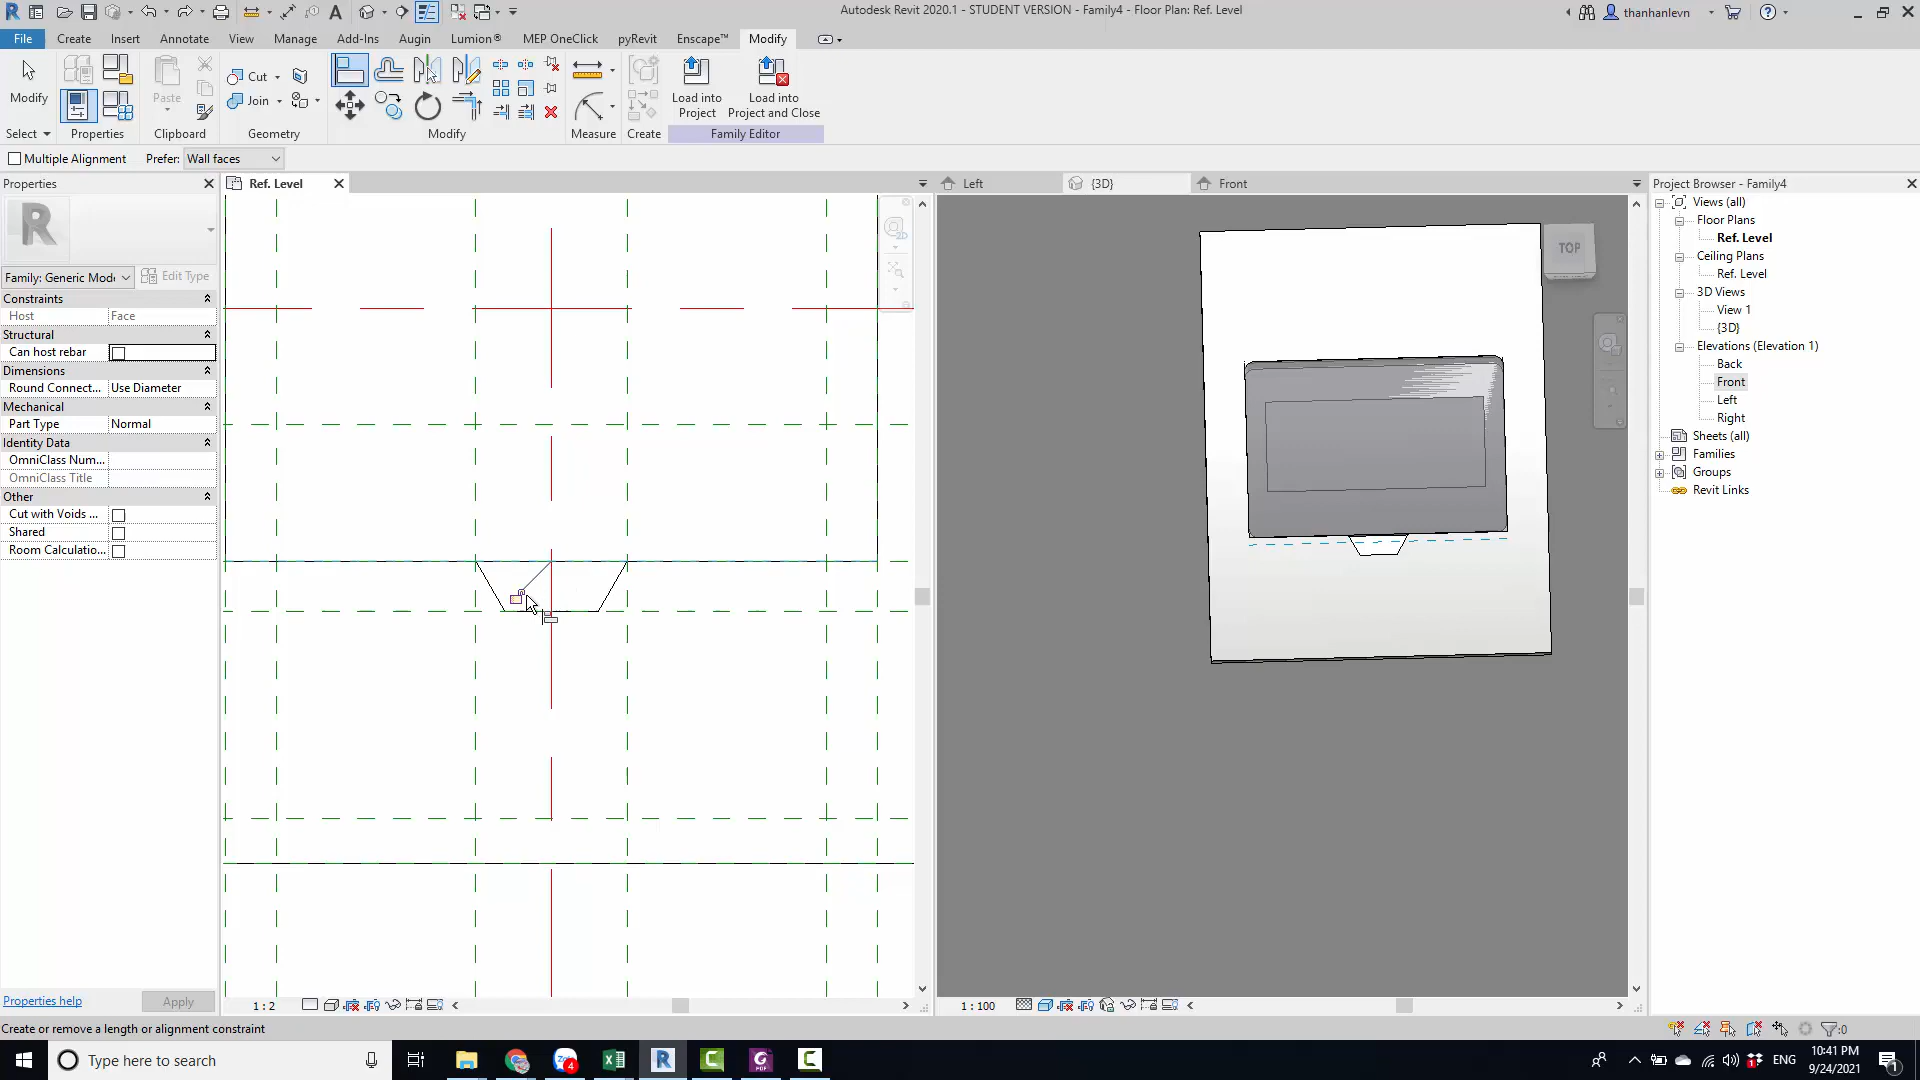 Autodesk Revit 2020.1 - STUDENT VERSION - Family4 - Floor Plan: Ref. Level
thanhanlevn
File Create Insert Annotate View Manage Add-Ins Augin Lumion® MEP OneClick pyRevit Enscape™ Modify
Modify
Paste
Cut
Join
Load into
Project
Load into
Project and Close
Select Properties Clipboard Geometry Modify Measure Create Family Editor
Multiple Alignment Prefer: Wall faces
Properties
Ref. Level
Left
{3D}
Front
Project Browser - Family4
R
Family: Generic Mode
Edit Type
Constraints
Host Face
Structural
Can host rebar
Dimensions
Round Connect... Use Diameter
Mechanical
Part Type Normal
Identity Data
OmniClass Num...
OmniClass Title
Other
Cut with Voids ...
Shared
Room Calculatio...
Properties help
Apply
2D
TOP
Views (all)
Floor Plans
Ref. Level
Ceiling Plans
Ref. Level
3D Views
View 1
{3D}
Elevations (Elevation 1)
Back
Front
Left
Right
Sheets (all)
Families
Groups
Revit Links
1 : 2
1 : 100
Create or remove a length or alignment constraint
:0
Type here to search
4
ENG
10:41 PM
9/24/2021
1